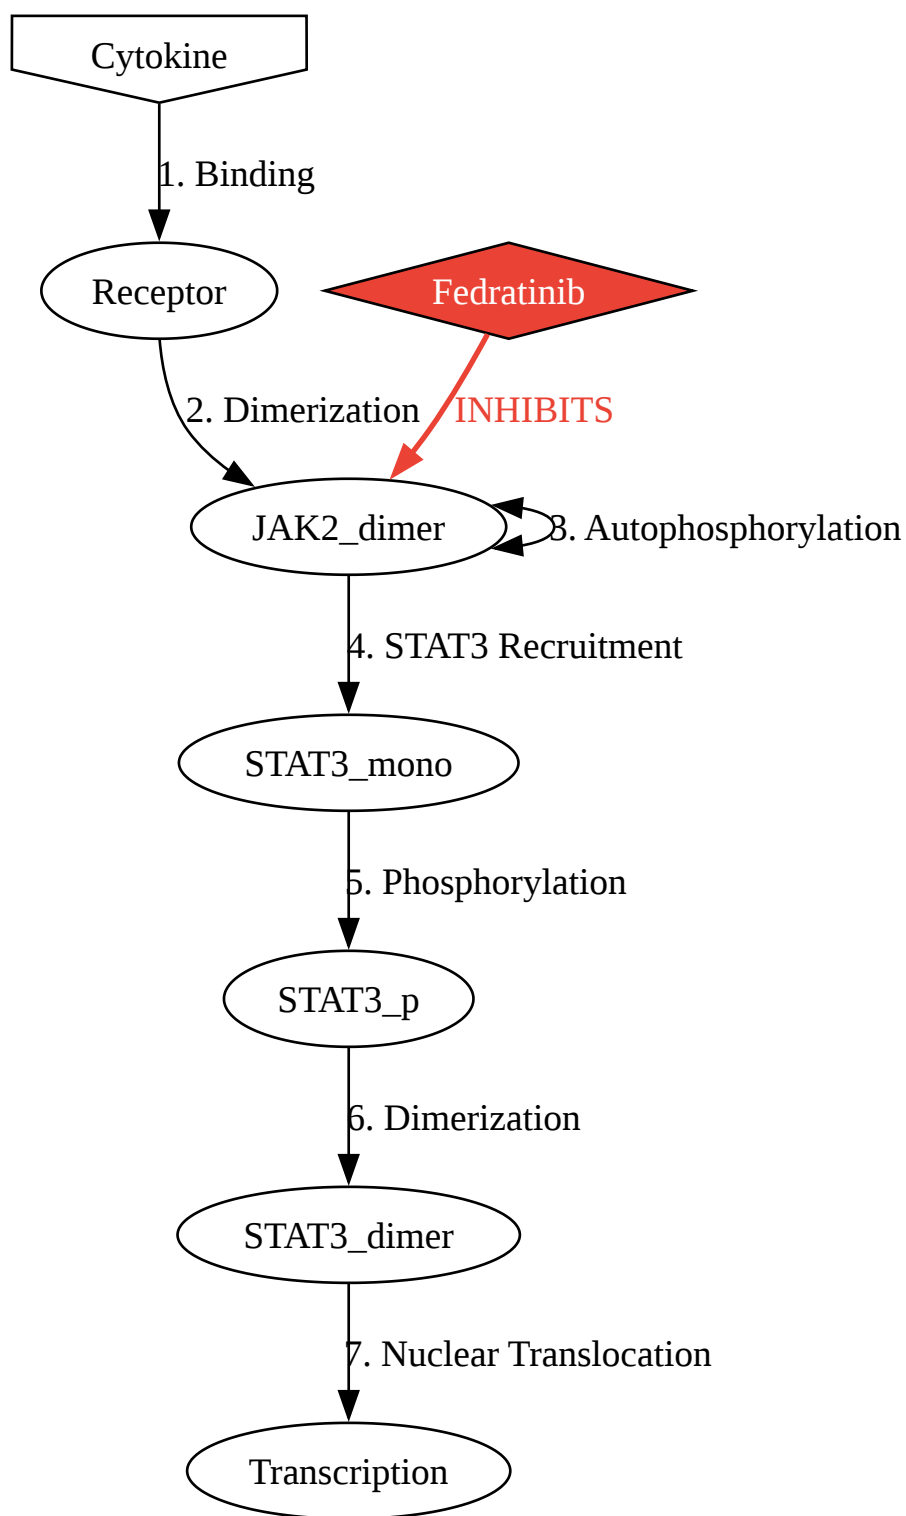 Cytokine
1. Binding
Receptor
Fedratinib
2. Dimerization
INHIBITS
JAK2_dimer
3. Autophosphorylation
4. STAT3 Recruitment
STAT3_mono
5. Phosphorylation
STAT3_p
6. Dimerization
STAT3_dimer
7. Nuclear Translocation
Transcription